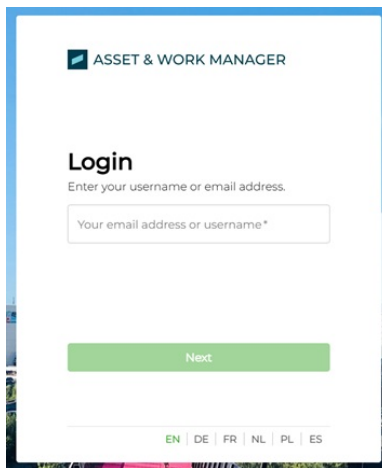 ASSET & WORK MANAGER
Login
Enter your username or email address.
Your email address or username*
Next
EN | DE | FR | NL | PL | ES